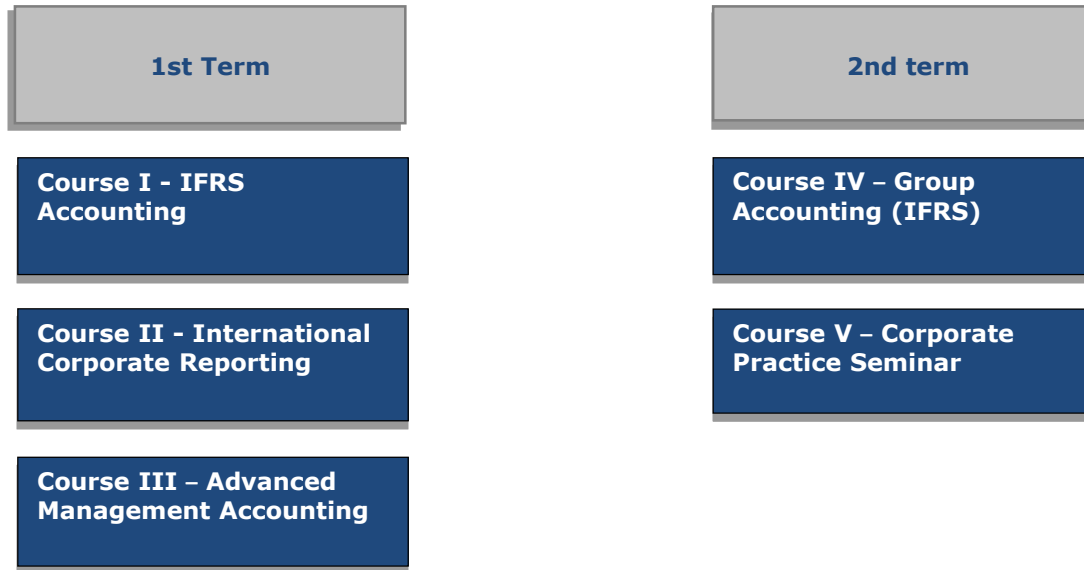 1st Term
Course I - IFRS
Accounting
Course II - International
Corporate Reporting
Course III – Advanced
Management Accounting
2nd term
Course IV – Group
Accounting (IFRS)
Course V – Corporate
Practice Seminar